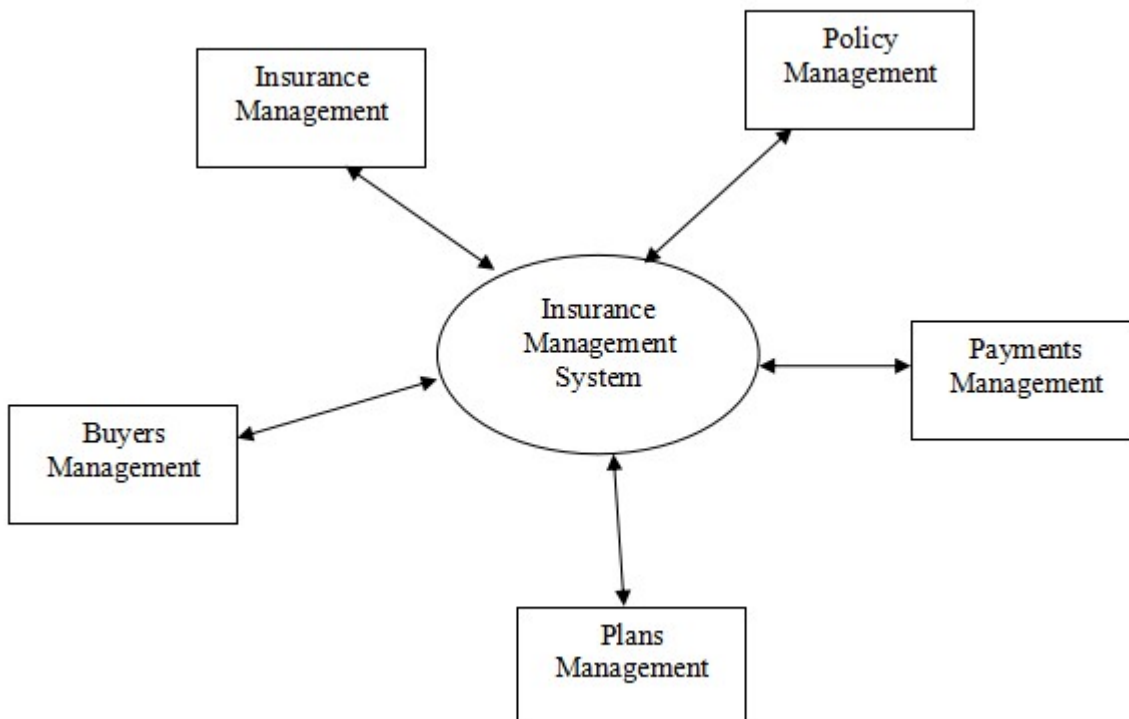 Policy
Management
Insurance
Management
Insurance
Management
System
Payments
Management
Buyers
Management
Plans
Management